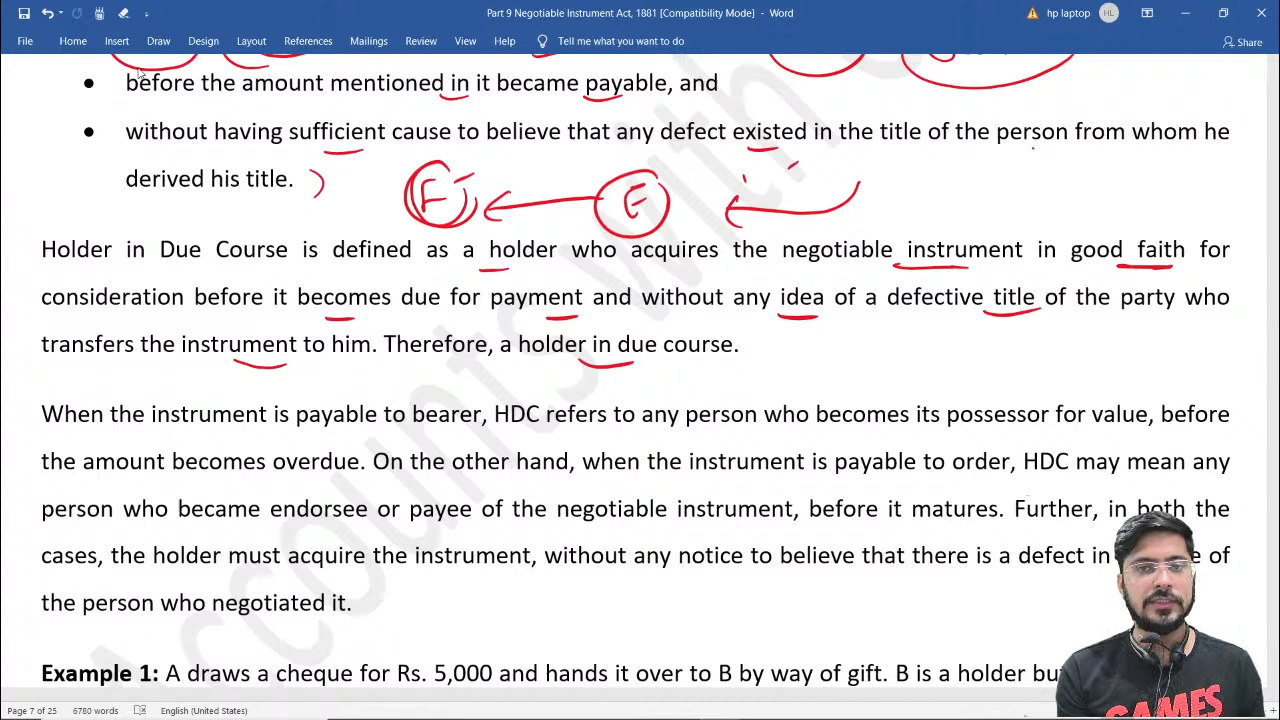 Part 9 Negotiable Instrument Act, 1881 [Compatibility Mode] - Word
hp laptop HL
File Home Insert Draw Design Layout References Mailings Review View Help Tell me what you want to do Share
• before the amount mentioned in it became payable, and
• without having sufficient cause to believe that any defect existed in the title of the person from whom he
derived his title.
F E
Holder in Due Course is defined as a holder who acquires the negotiable instrument in good faith for
consideration before it becomes due for payment and without any idea of a defective title of the party who
transfers the instrument to him. Therefore, a holder in due course.
When the instrument is payable to bearer, HDC refers to any person who becomes its possessor for value, before
the amount becomes overdue. On the other hand, when the instrument is payable to order, HDC may mean any
person who became endorsee or payee of the negotiable instrument, before it matures. Further, in both the
cases, the holder must acquire the instrument, without any notice to believe that there is a defect in of
the person who negotiated it.
Example 1: A draws a cheque for Rs. 5,000 and hands it over to B by way of gift. B is a holder
Accounts with
GAMES
Page 7 of 25 6780 words English (United States)